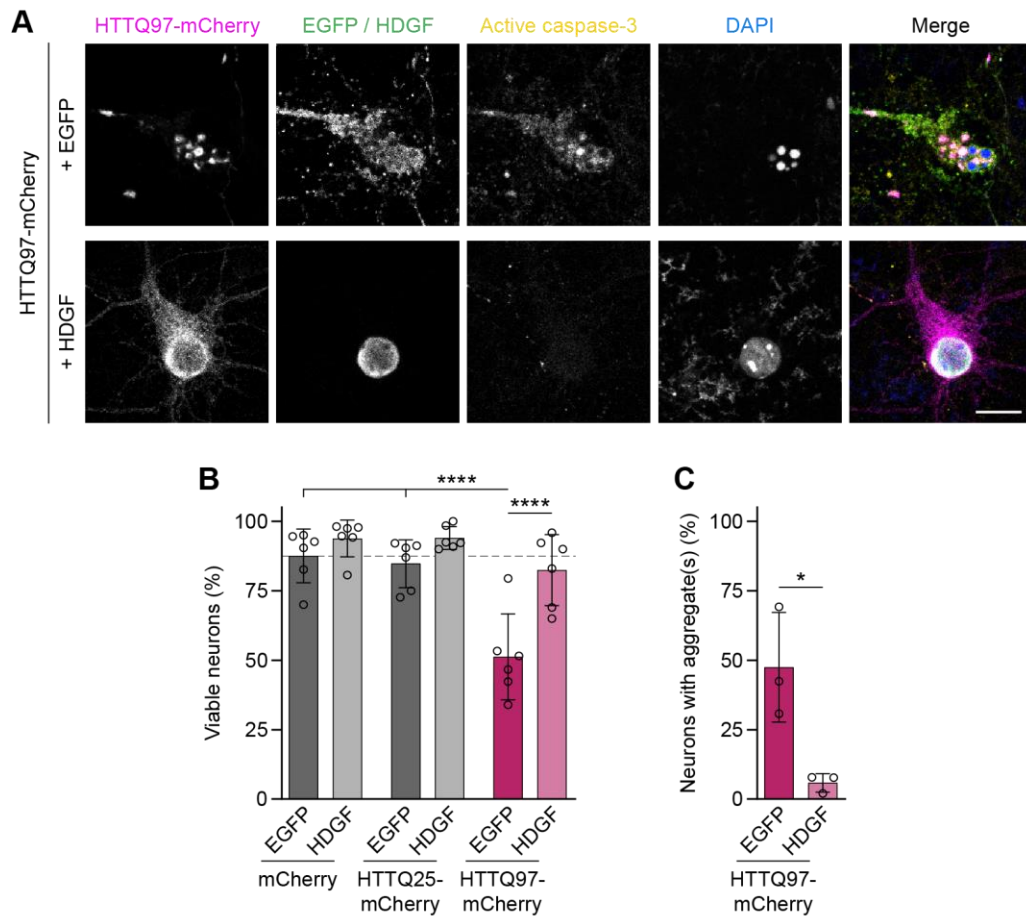 A
HTTQ97-mCherry
EGFP / HDGF
Active caspase-3
DAPI
Merge
HTTQ97-mCherry
+ EGFP
+ HDGF
B
Viable neurons (%)
100
75
50
25
0
****
****
EGFP
HDGF
EGFP
HDGF
EGFP
HDGF
mCherry
HTTQ25-
mCherry
HTTQ97-
mCherry
C
Neurons with aggregate(s) (%)
100
75
50
25
0
*
EGFP
HDGF
HTTQ97-
mCherry